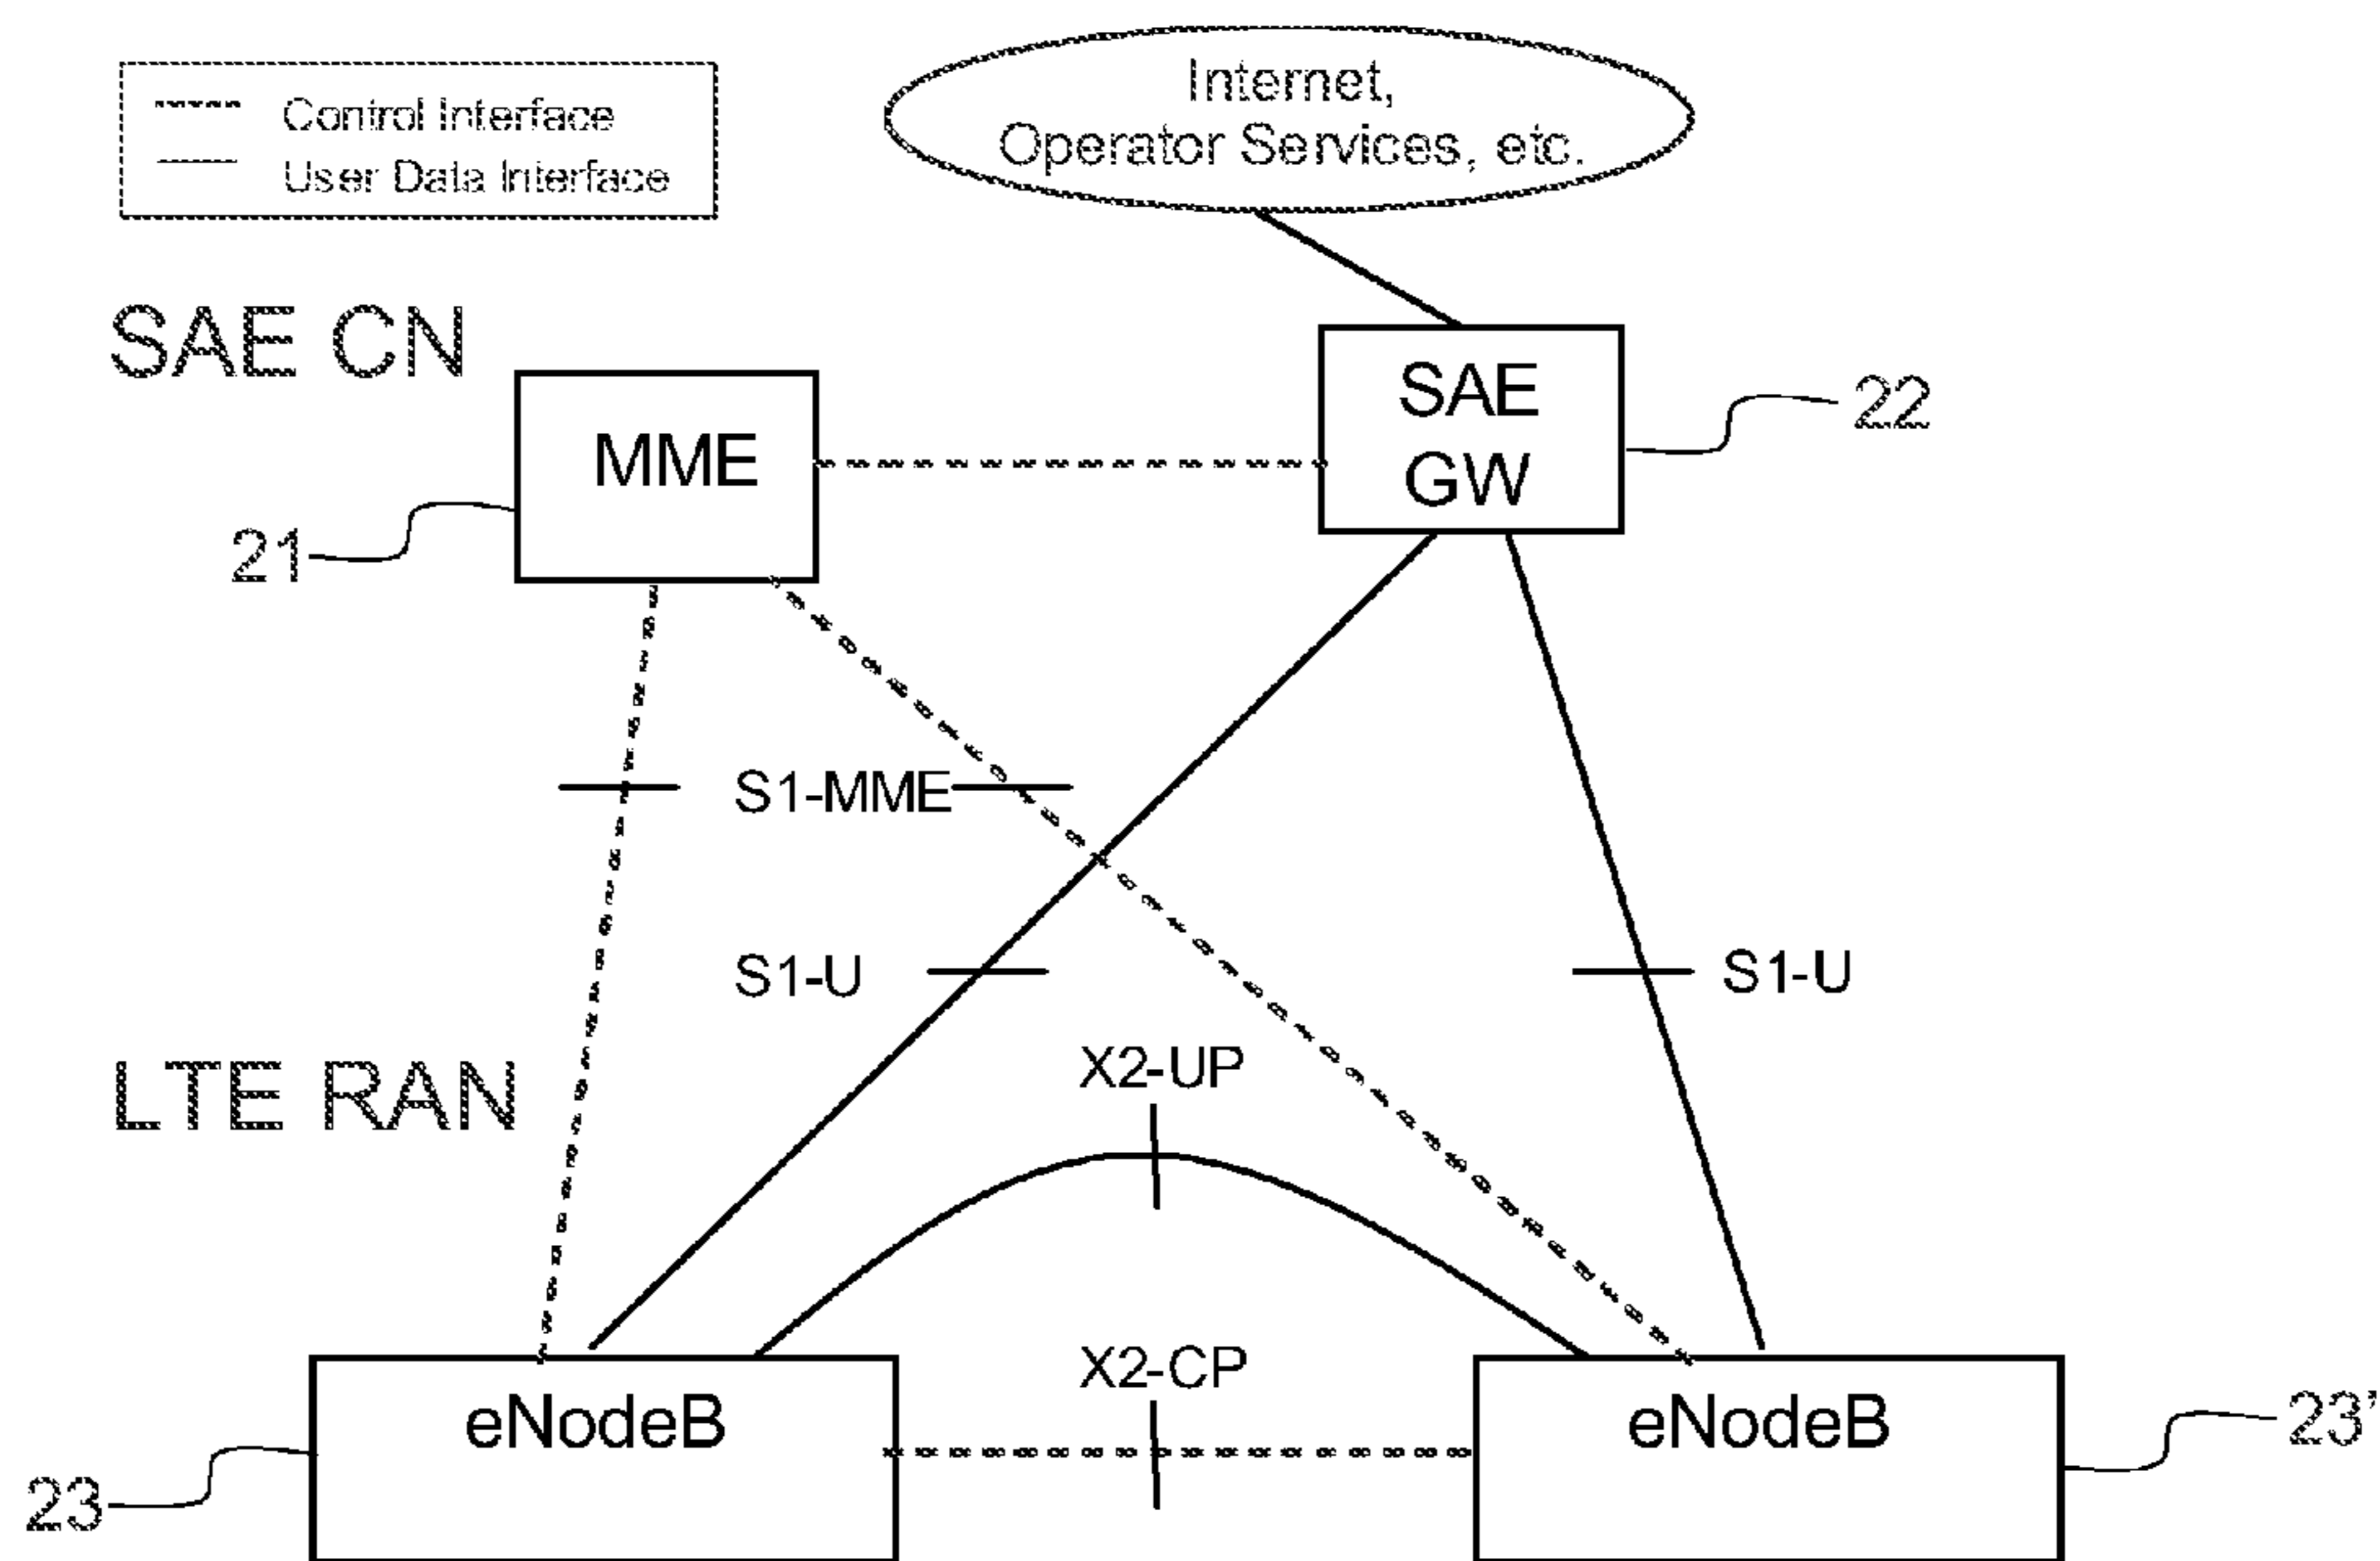 Control Interface
User Data Interface
Internet,
Operator Services, etc.
SAE CN
SAE
GW
22
MME
21
S1-MME
S1-U
S1-U
LTE RAN
X2-UP
X2-CP
eNodeB
eNodeB
23'
23